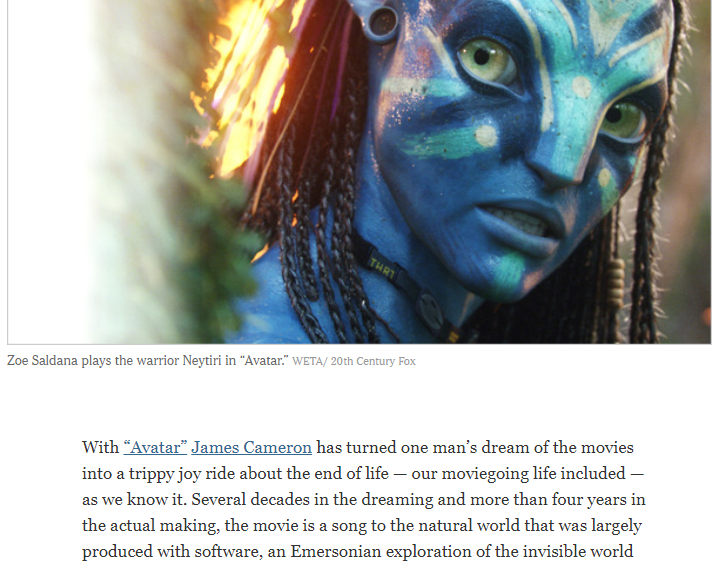 Zoe Saldana plays the warrior Neytiri in “Avatar.” WETA/ 20th Century Fox
With “Avatar” James Cameron has turned one man’s dream of the movies
into a trippy joy ride about the end of life — our moviegoing life included —
as we know it. Several decades in the dreaming and more than four years in
the actual making, the movie is a song to the natural world that was largely
produced with software, an Emersonian exploration of the invisible world